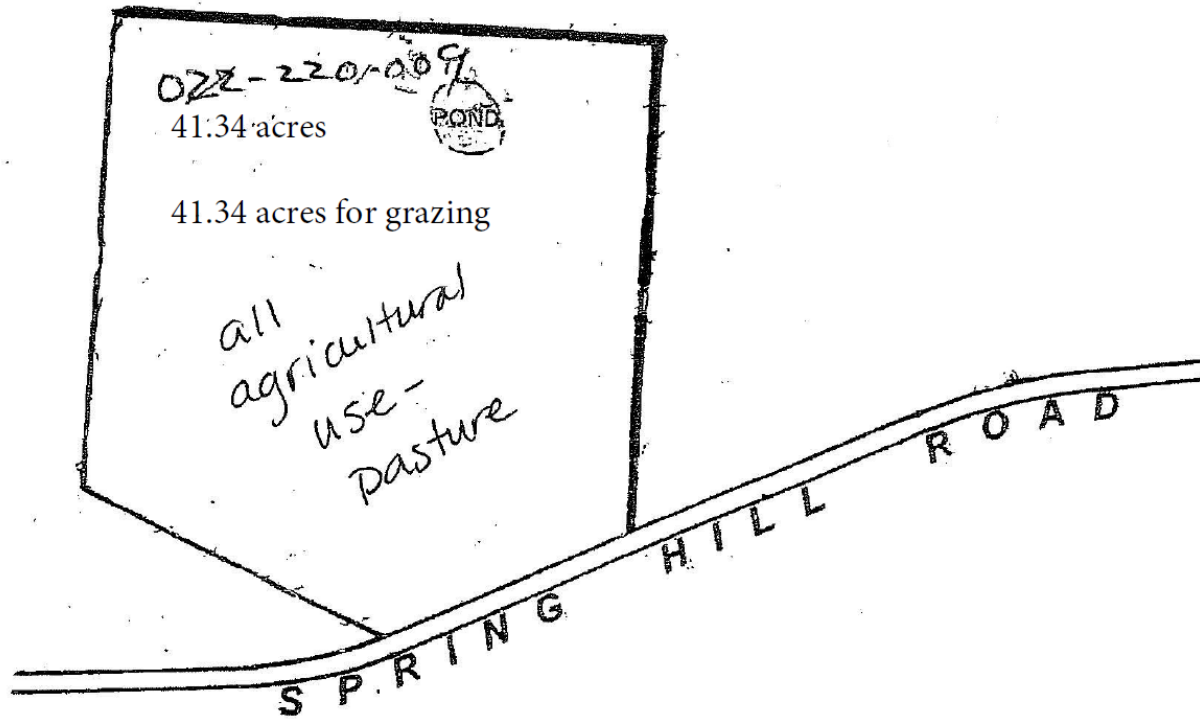 022-220-009
POND
41.34 acres
41.34 acres for grazing
all
agricultural
use-
pasture
SPRING HILL ROAD